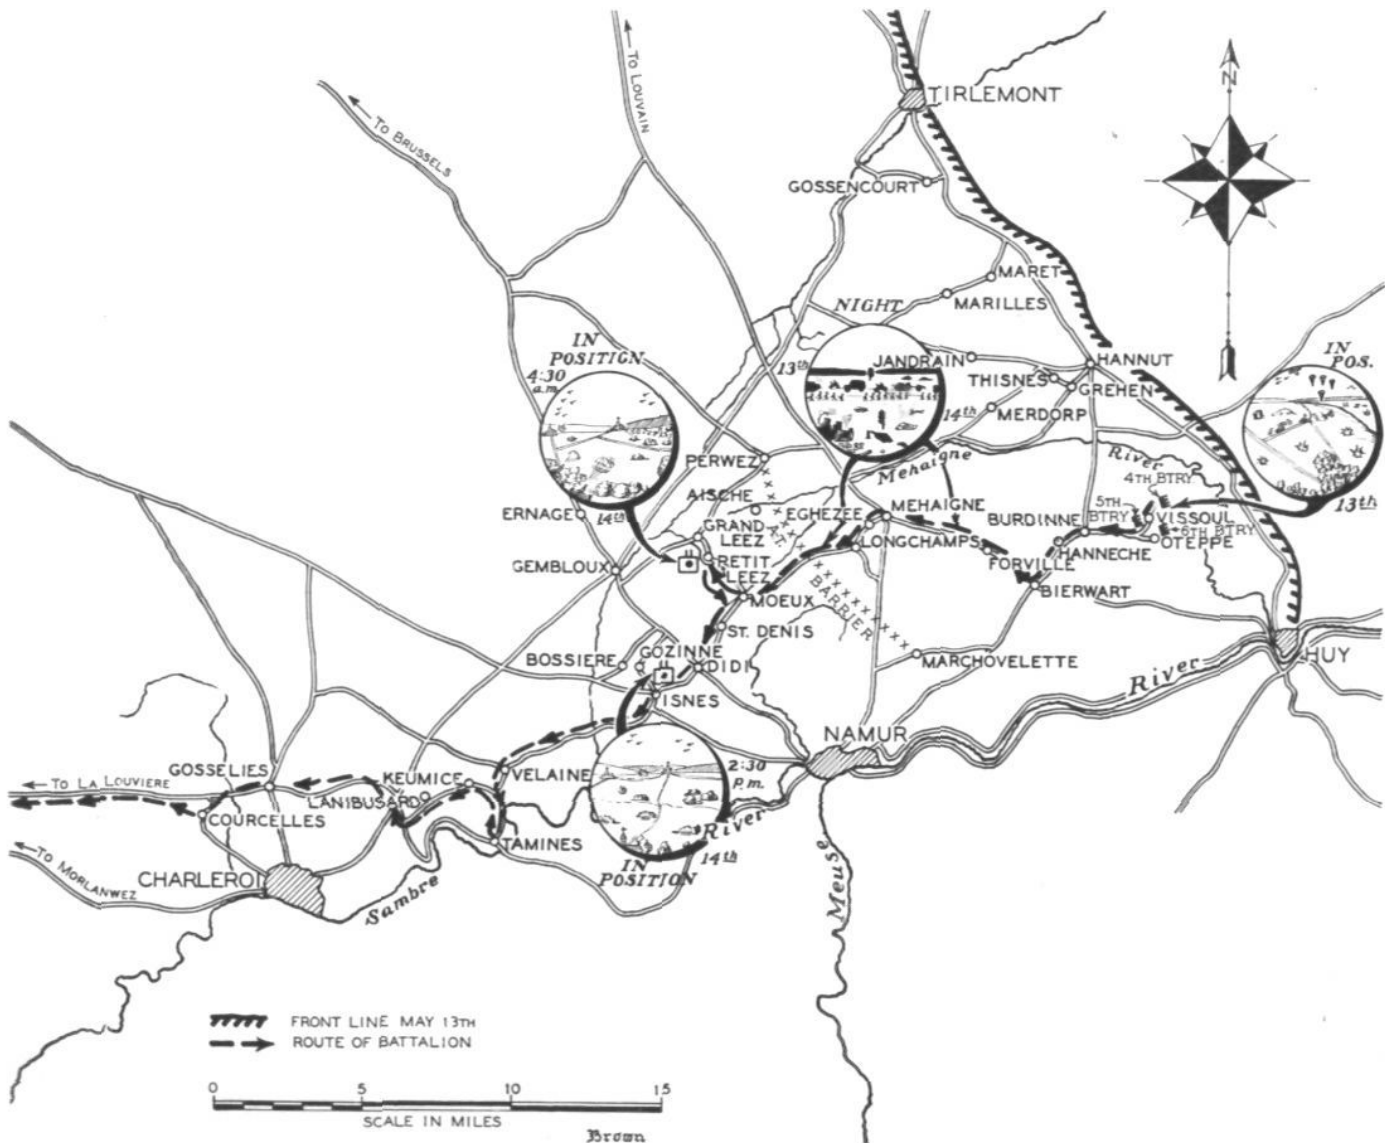 To Louvain
To Brussels
N
TIRLEMONT
GOSSENCOURT
MARET
MARILLES
NIGHT
13th
14th
JANDRAIN
HANNUT
THISNES
GREHEN
MERDORP
IN
POSITION
4:30
a.m.
14th
IN
POS.
13th
PERWEZ
Mehaigne
River
4TH BTRY.
5TH
BTRY
6TH BTRY
VISSOUL
OTEPPE
AISCHE
ERNAGE
GRAND
LEEZ
A.T.
BARRIER
EGHEZEE
MEHAIGNE
BURDINNE
HANNECHE
LONGCHAMPS
FORVILLE
BIERWART
GEMBLOUX
RETIT
LEEZ
MOEUX
ST. DENIS
GOZINNE
BOSSIERE
DIDI
MARCHOVELETTE
HUY
River
ISNES
NAMUR
To La Louviere
GOSSELIES
KEUMICE
VELAINE
LANIBUSARD
COURCELLES
TAMINES
2:30
p.m.
14th
IN
POSITION
River
To Morlanwez
CHARLEROI
Sambre
Meuse
FRONT LINE MAY 13TH
ROUTE OF BATTALION
0 5 10 15
SCALE IN MILES
Brown